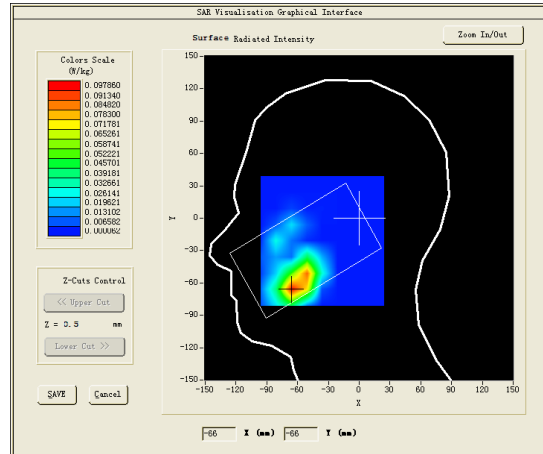 SAR Visualisation Graphical Interface
Surface Radiated Intensity
Zoom In/Out
Colors Scale
(W/kg)
0.097860
0.091340
0.084820
0.078300
0.071781
0.065261
0.058741
0.052221
0.045701
0.039181
0.032661
0.026141
0.019621
0.013102
0.006582
0.000062
150
120
90
60
30
0
-30
-60
-90
-120
-150
Y
-150 -120 -90 -60 -30 0 30 60 90 120 150
X
Z-Cuts Control
<< Upper Cut
Z = 0.5 mm
Lower Cut >>
SAVE Cancel
-66 X (mm) -66 Y (mm)